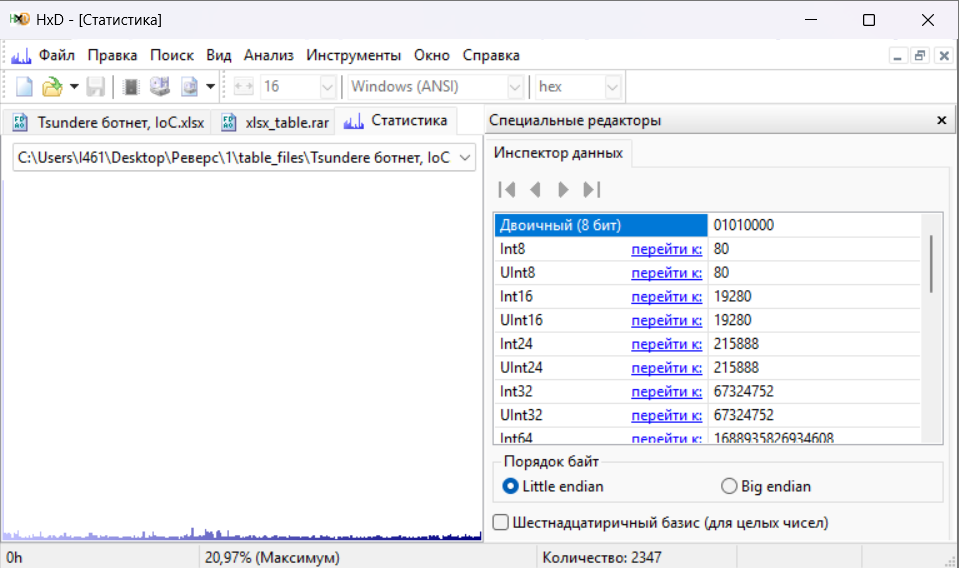 HxD - [Статистика]
Файл Правка Поиск Вид Анализ Инструменты Окно Справка
16 Windows (ANSI) hex
Tsundere ботнет, IoC.xlsx xlsx_table.rar Статистика
C:\Users\I461\Desktop\Реверс\1\table_files\Tsundere ботнет, IoC
Специальные редакторы
Инспектор данных
Двоичный (8 бит) 01010000
Int8 перейти к: 80
UInt8 перейти к: 80
Int16 перейти к: 19280
UInt16 перейти к: 19280
Int24 перейти к: 215888
UInt24 перейти к: 215888
Int32 перейти к: 67324752
UInt32 перейти к: 67324752
Int64 перейти к: 1688935826934608
Порядок байт
Little endian Big endian
Шестнадцатиричный базис (для целых чисел)
0h 20,97% (Максимум) Количество: 2347